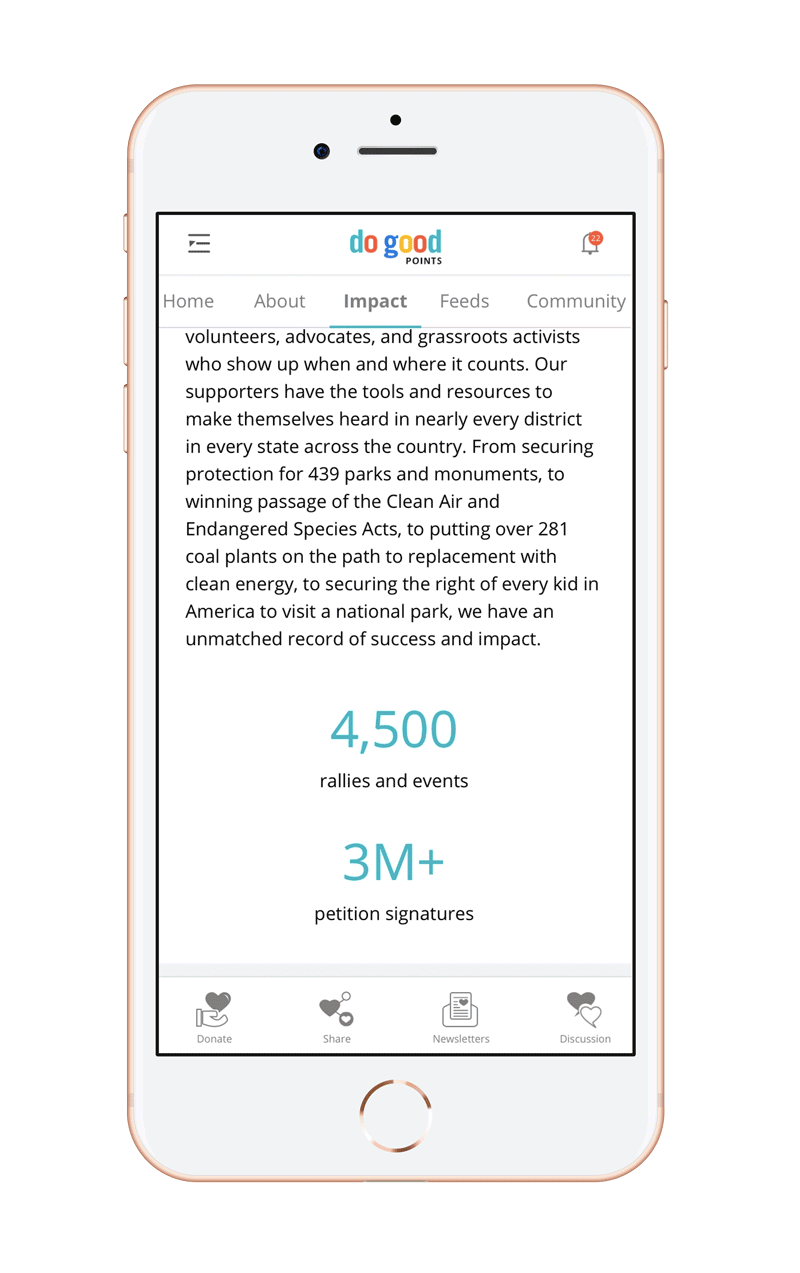 do good
POINTS
22
Home About Impact Feeds Community
volunteers, advocates, and grassroots activists
who show up when and where it counts. Our
supporters have the tools and resources to
make themselves heard in nearly every district
in every state across the country. From securing
protection for 439 parks and monuments, to
winning passage of the Clean Air and
Endangered Species Acts, to putting over 281
coal plants on the path to replacement with
clean energy, to securing the right of every kid in
America to visit a national park, we have an
unmatched record of success and impact.
4,500
rallies and events
3M+
petition signatures
Donate Share Newsletters Discussion